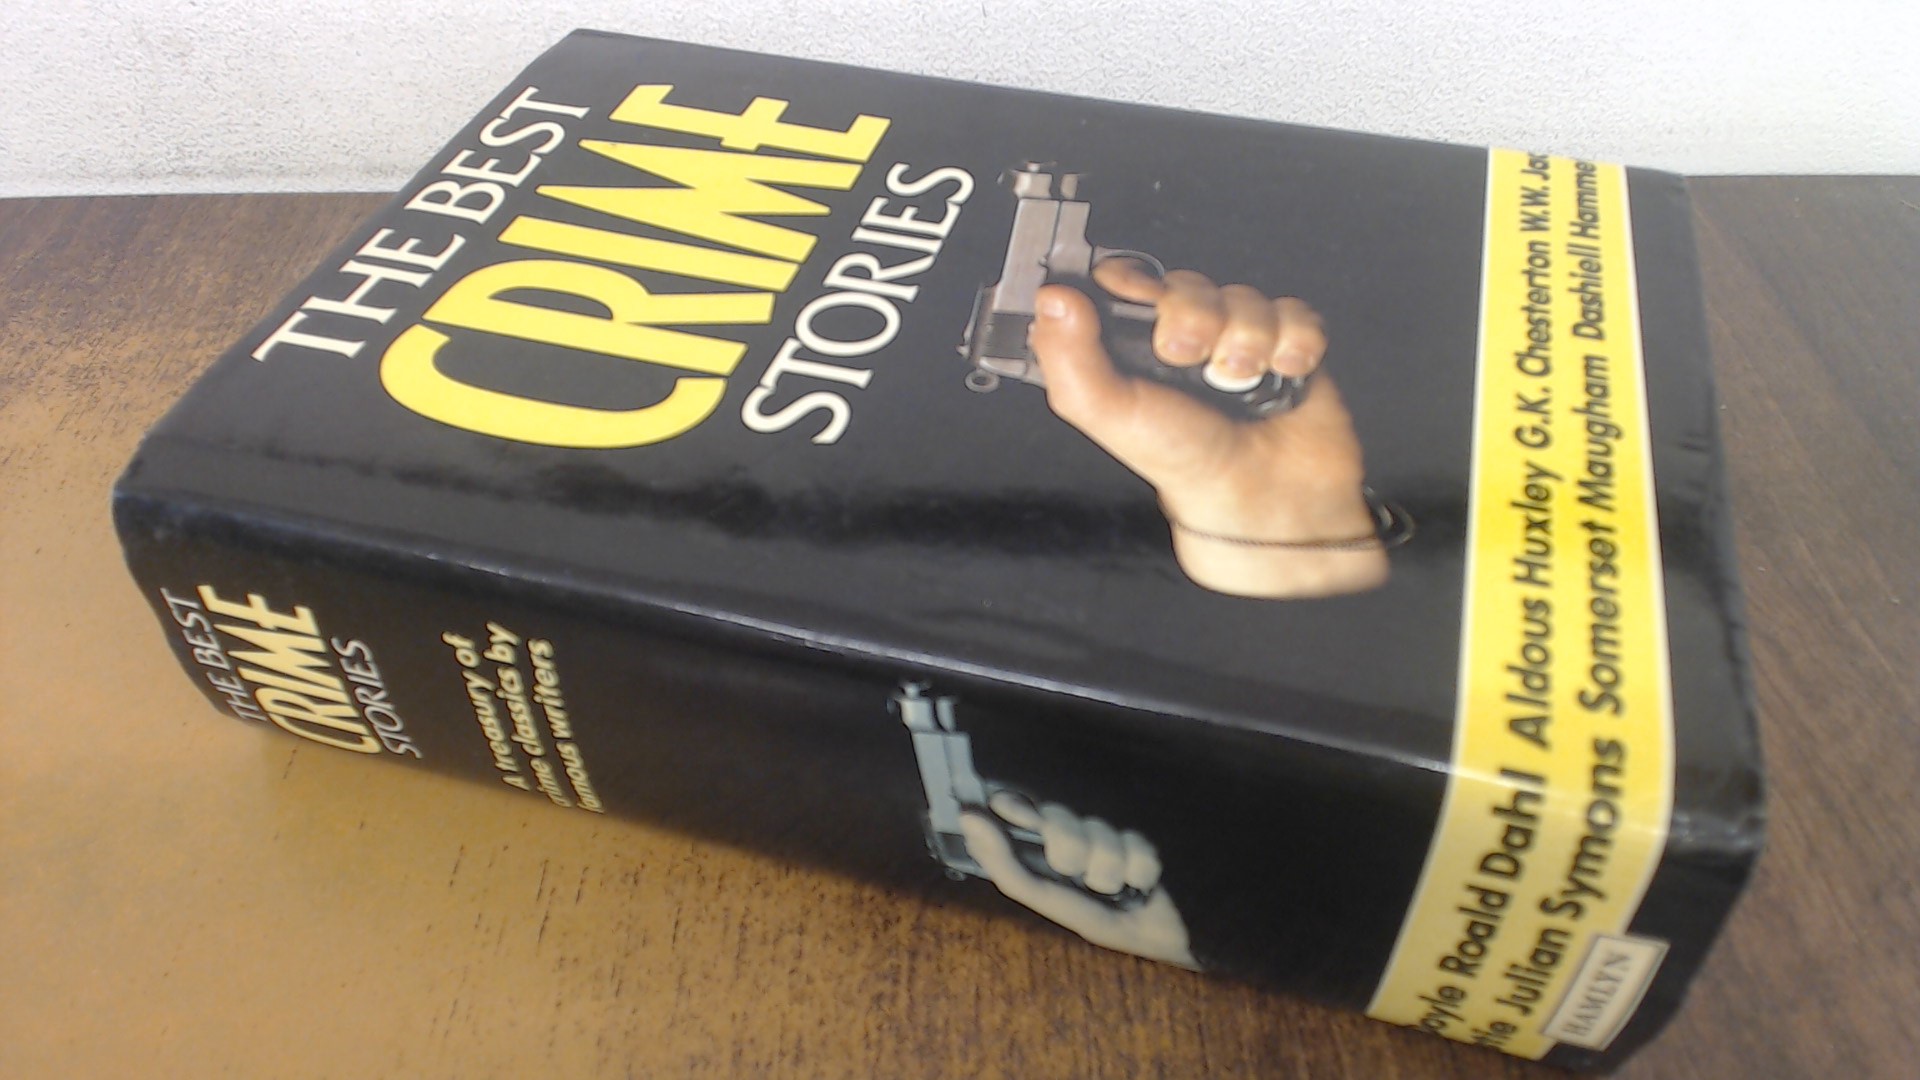 THE BEST
CRIME
STORIES
Roald Dahl Aldous Huxley G.K. Chesterton W.W.
Julian Symons Somerset Maugham Dashiell
THE BEST
CRIME
STORIES
A treasury of
crime classics by
famous writers
HAMLYN